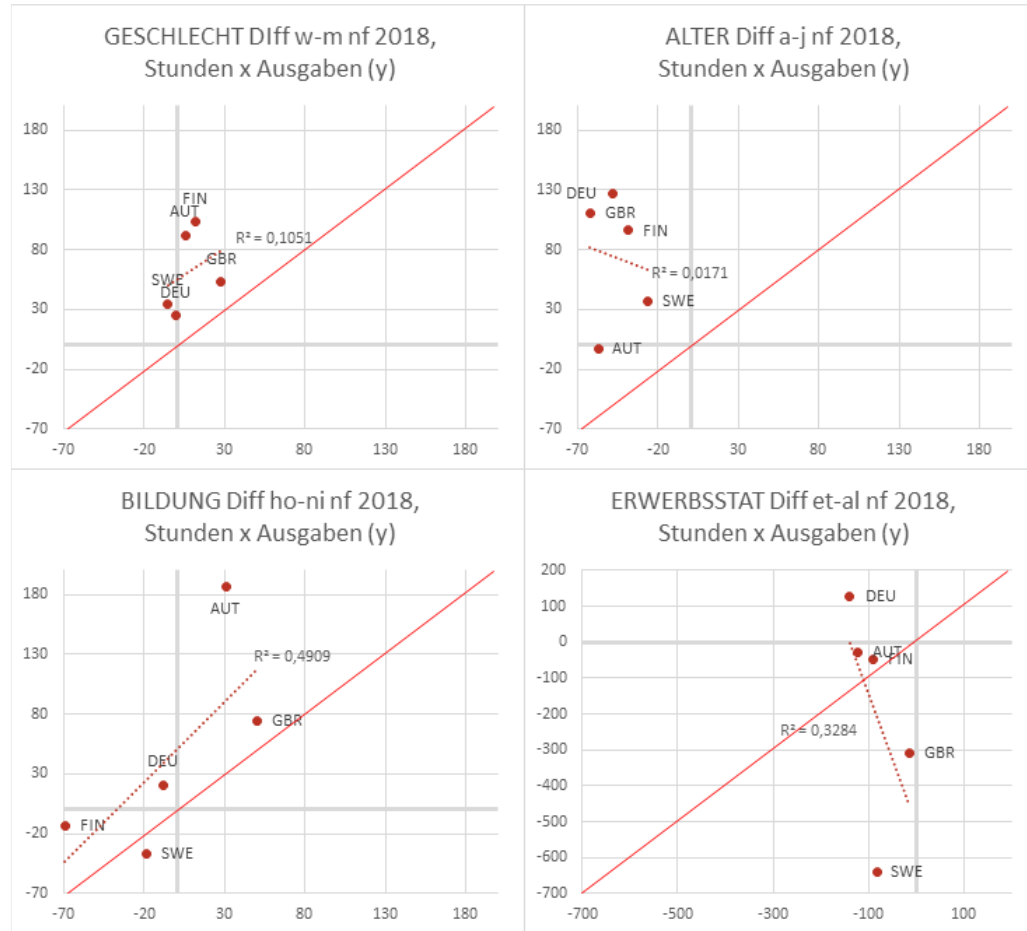 GESCHLECHT DIff w-m nf 2018,
Stunden x Ausgaben (y)
180
130
80
30
-20
-70
-70 -20 30 80 130 180
FIN
AUT
R² = 0,1051
GBR
SWE
DEU
ALTER Diff a-j nf 2018,
Stunden x Ausgaben (y)
180
130
80
30
-20
-70
-70 -20 30 80 130 180
DEU
GBR
FIN
R² = 0,0171
SWE
AUT
BILDUNG Diff ho-ni nf 2018,
Stunden x Ausgaben (y)
180
130
80
30
-20
-70
-70 -20 30 80 130 180
AUT
R² = 0,4909
GBR
DEU
FIN
SWE
ERWERBSSTAT Diff et-al nf 2018,
Stunden x Ausgaben (y)
200
100
0
-100
-200
-300
-400
-500
-600
-700
-700 -500 -300 -100 100
DEU
AUT
FIN
R² = 0,3284
GBR
SWE